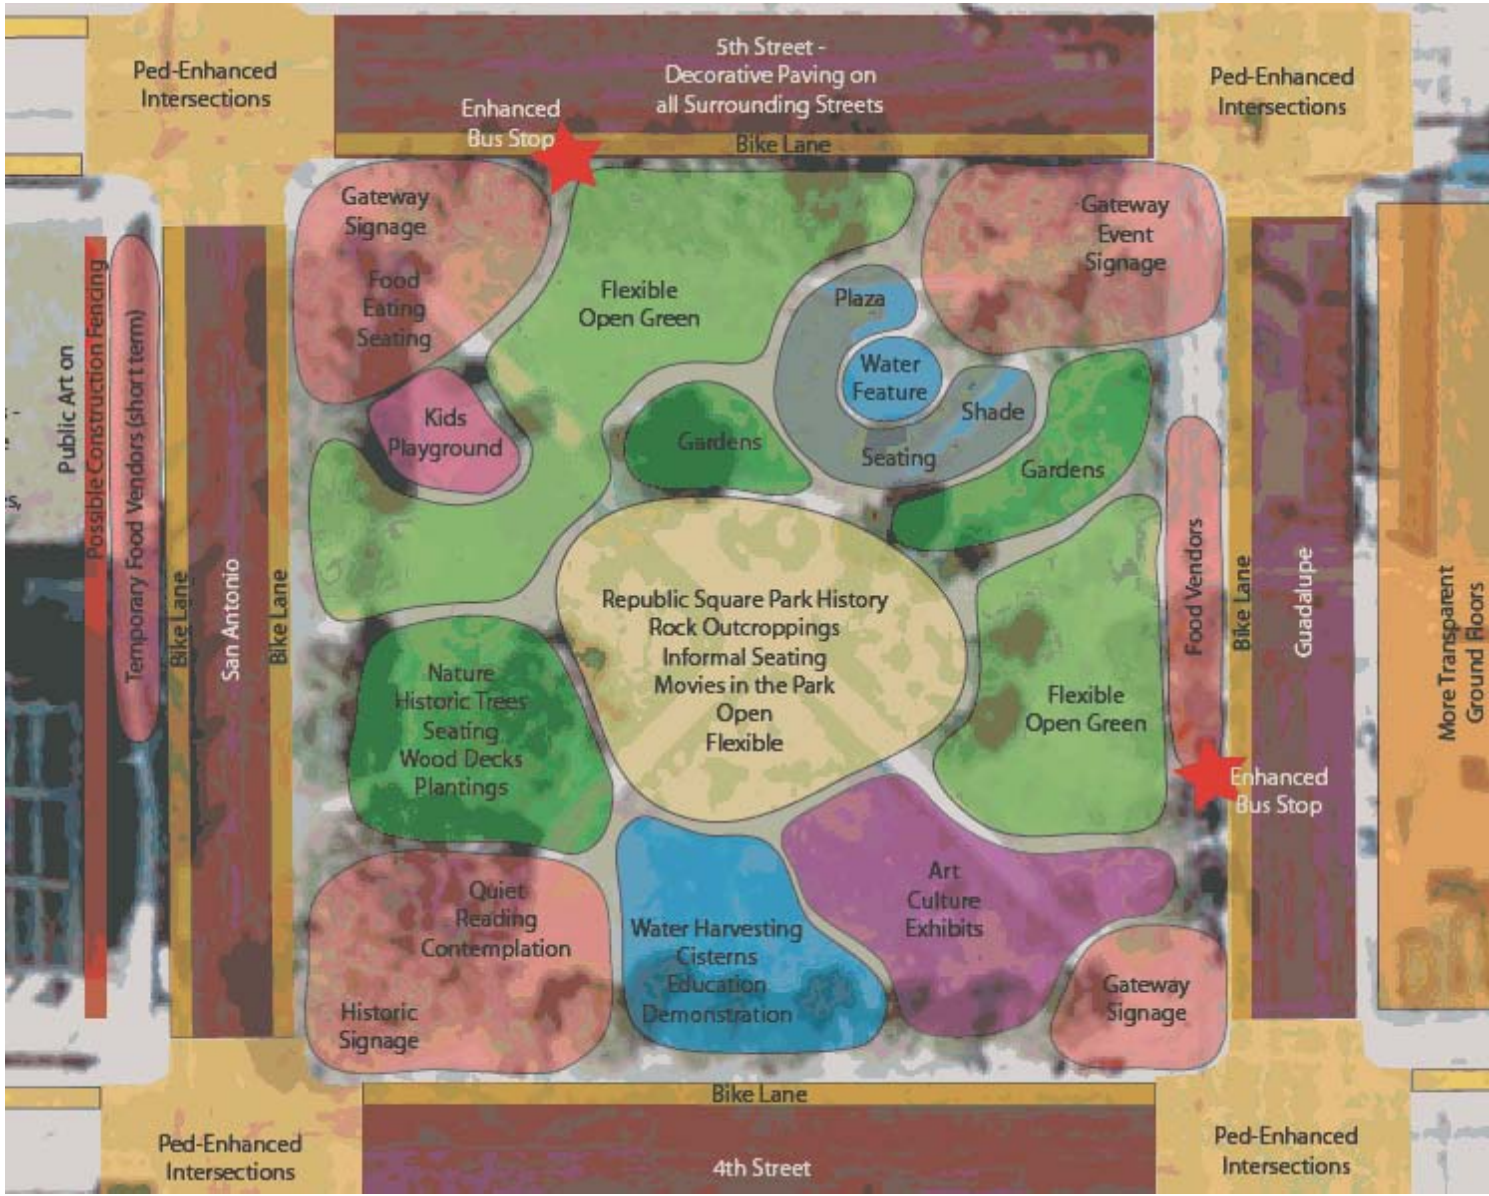 5th Street -
Decorative Paving on
all Surrounding Streets
Ped-Enhanced
Intersections
Ped-Enhanced
Intersections
Enhanced
Bus Stop
Bike Lane
Gateway
Signage
Food
Eating
Seating
Flexible
Open Green
Gateway
Event
Signage
Plaza
Water
Feature
Shade
Seating
Kids
Playground
Gardens
Gardens
Public Art on
Possible Construction Fencing
Temporary Food Vendors (short term)
Bike Lane
San Antonio
Bike Lane
Republic Square Park History
Rock Outcroppings
Informal Seating
Movies in the Park
Open
Flexible
Nature
Historic Trees
Seating
Wood Decks
Plantings
Flexible
Open Green
Food Vendors
Bike Lane
Guadalupe
More Transparent
Ground Floors
Enhanced
Bus Stop
Quiet
Reading
Contemplation
Historic
Signage
Water Harvesting
Cisterns
Education
Demonstration
Art
Culture
Exhibits
Gateway
Signage
Bike Lane
4th Street
Ped-Enhanced
Intersections
Ped-Enhanced
Intersections